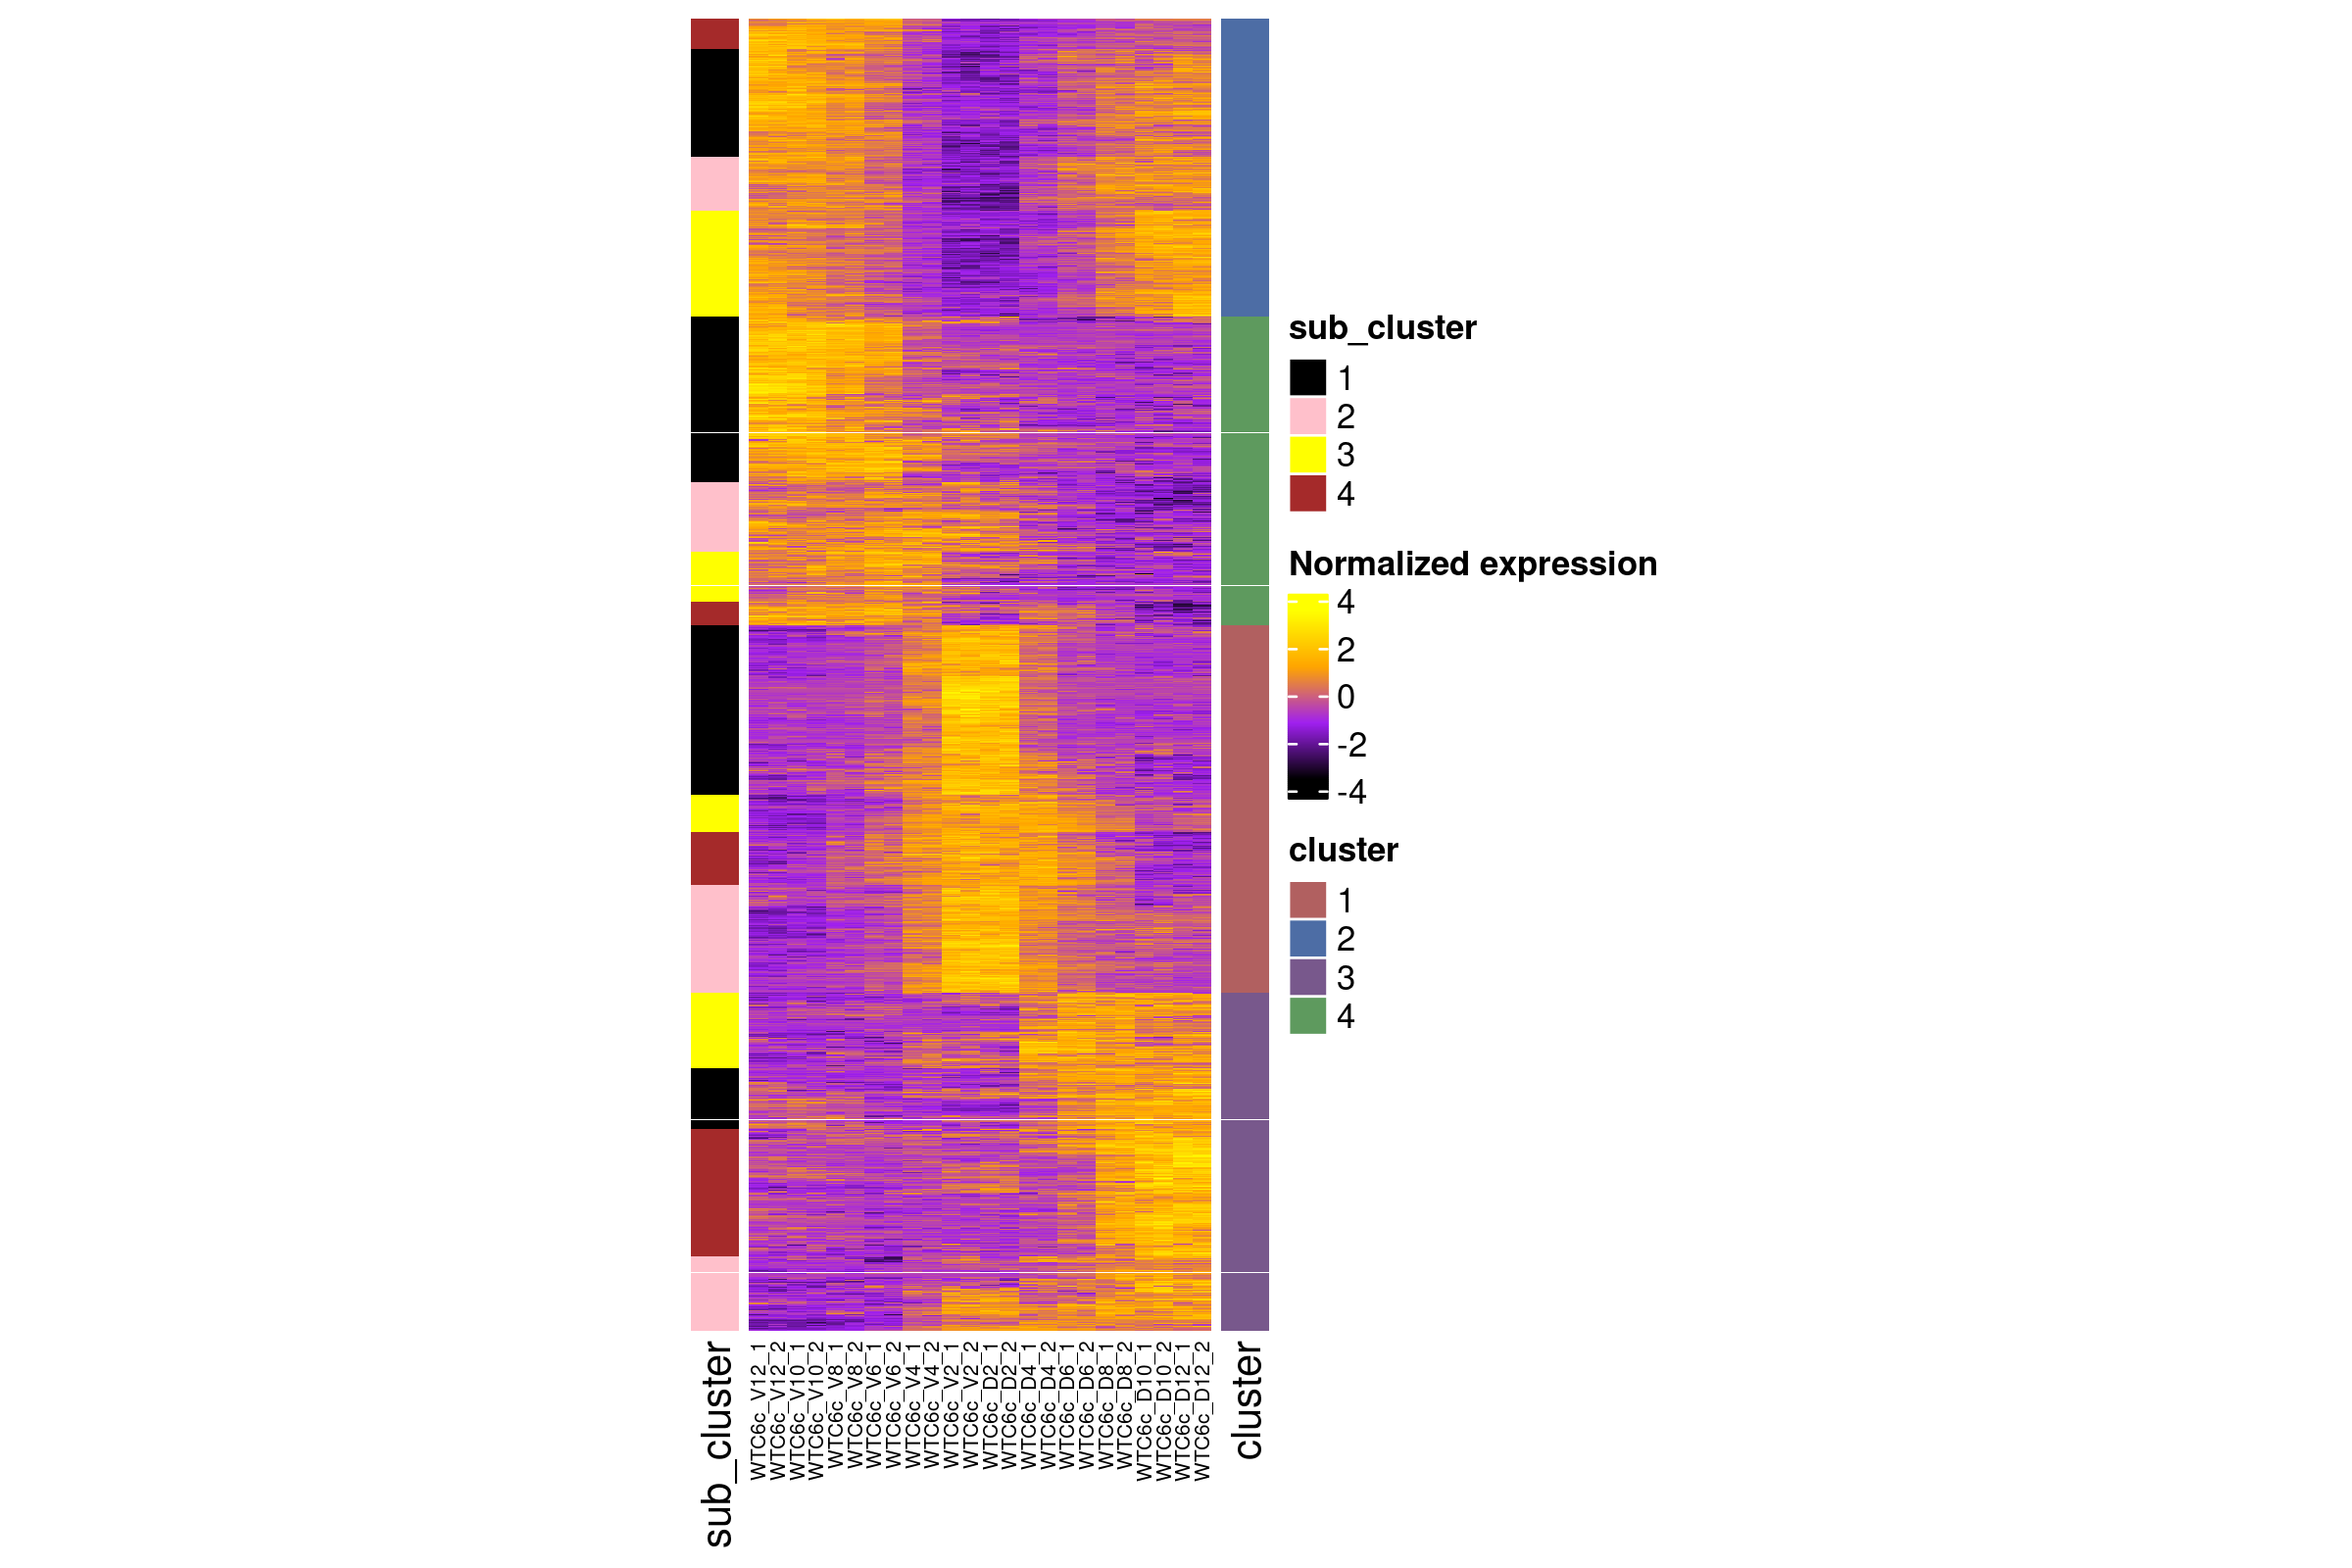 sub_cluster
1
2
3
4
Normalized expression
4
2
0
-2
-4
cluster
1
2
3
4
sub_cluster
WTC6c_V12_1
WTC6c_V12_2
WTC6c_V10_1
WTC6c_V10_2
WTC6c_V8_1
WTC6c_V8_2
WTC6c_V6_1
WTC6c_V6_2
WTC6c_V4_1
WTC6c_V4_2
WTC6c_V2_1
WTC6c_V2_2
WTC6c_D2_1
WTC6c_D2_2
WTC6c_D4_1
WTC6c_D4_2
WTC6c_D6_1
WTC6c_D6_2
WTC6c_D8_1
WTC6c_D8_2
WTC6c_D10_1
WTC6c_D10_2
WTC6c_D12_1
WTC6c_D12_2
cluster